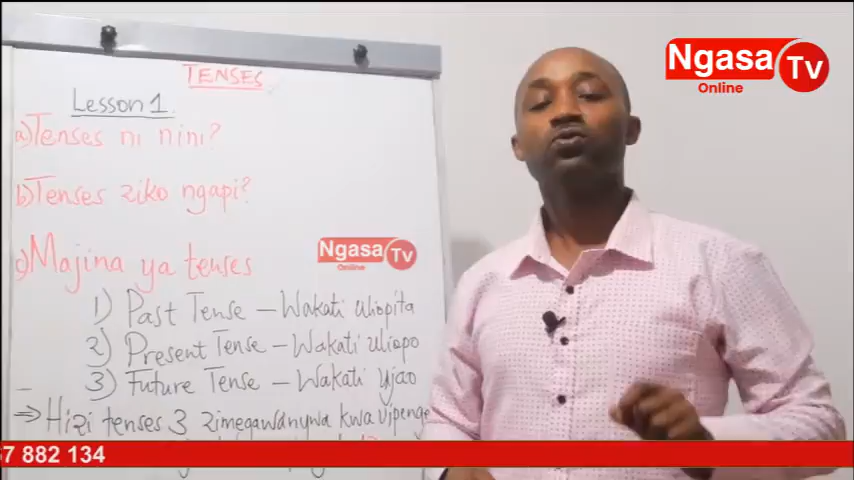 TENSES
Lesson 1
a) Tenses ni nini?
b) Tenses ziko ngapi?
c) Majina ya tenses
1) Past Tense – Wakati uliopita
2) Present Tense – Wakati uliopo
3) Future Tense – Wakati ujao
⇒ Hizi tenses 3 zimegawanywa kwa vipenge
Ngasa Tv
Online
Ngasa Tv
Online
7 882 134